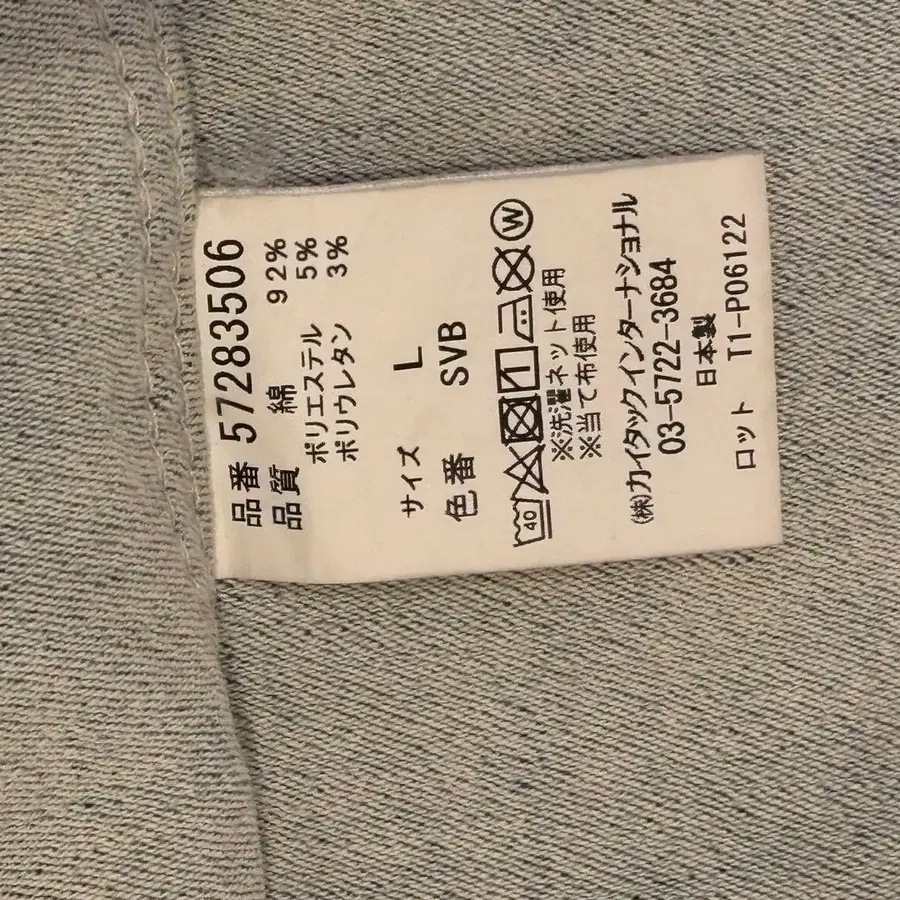 品番 57283506
品質 綿 92%
ポリエステル 5%
ポリウレタン 3%
サイズ L
色番 SVB
40 W
※洗濯ネット使用
※当て布使用
(株)カイタックインターナショナル
03-5722-3684
日本製
ロット T1-P06122